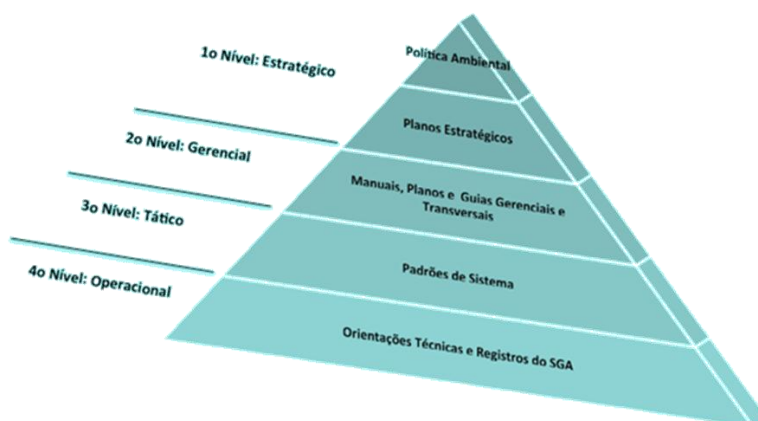 1o Nível: Estratégico
Política Ambiental
Planos Estratégicos
2o Nível: Gerencial
Manuais, Planos e Guias Gerenciais e
Transversais
3o Nível: Tático
Padrões de Sistema
4o Nível: Operacional
Orientações Técnicas e Registros do SGA